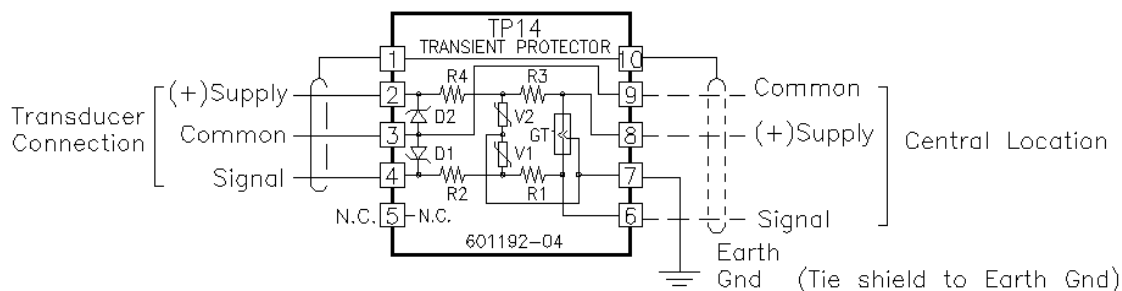 TP14
TRANSIENT PROTECTOR
1 10
R4 R3
(+)Supply 2 9 Common
D2 V2
Transducer
Connection
Common 3 GT 8 (+)Supply
Central Location
D1 V1
Signal 4 7
R2 R1
N.C. 5 N.C. 6 Signal
601192-04
Earth
Gnd (Tie shield to Earth Gnd)